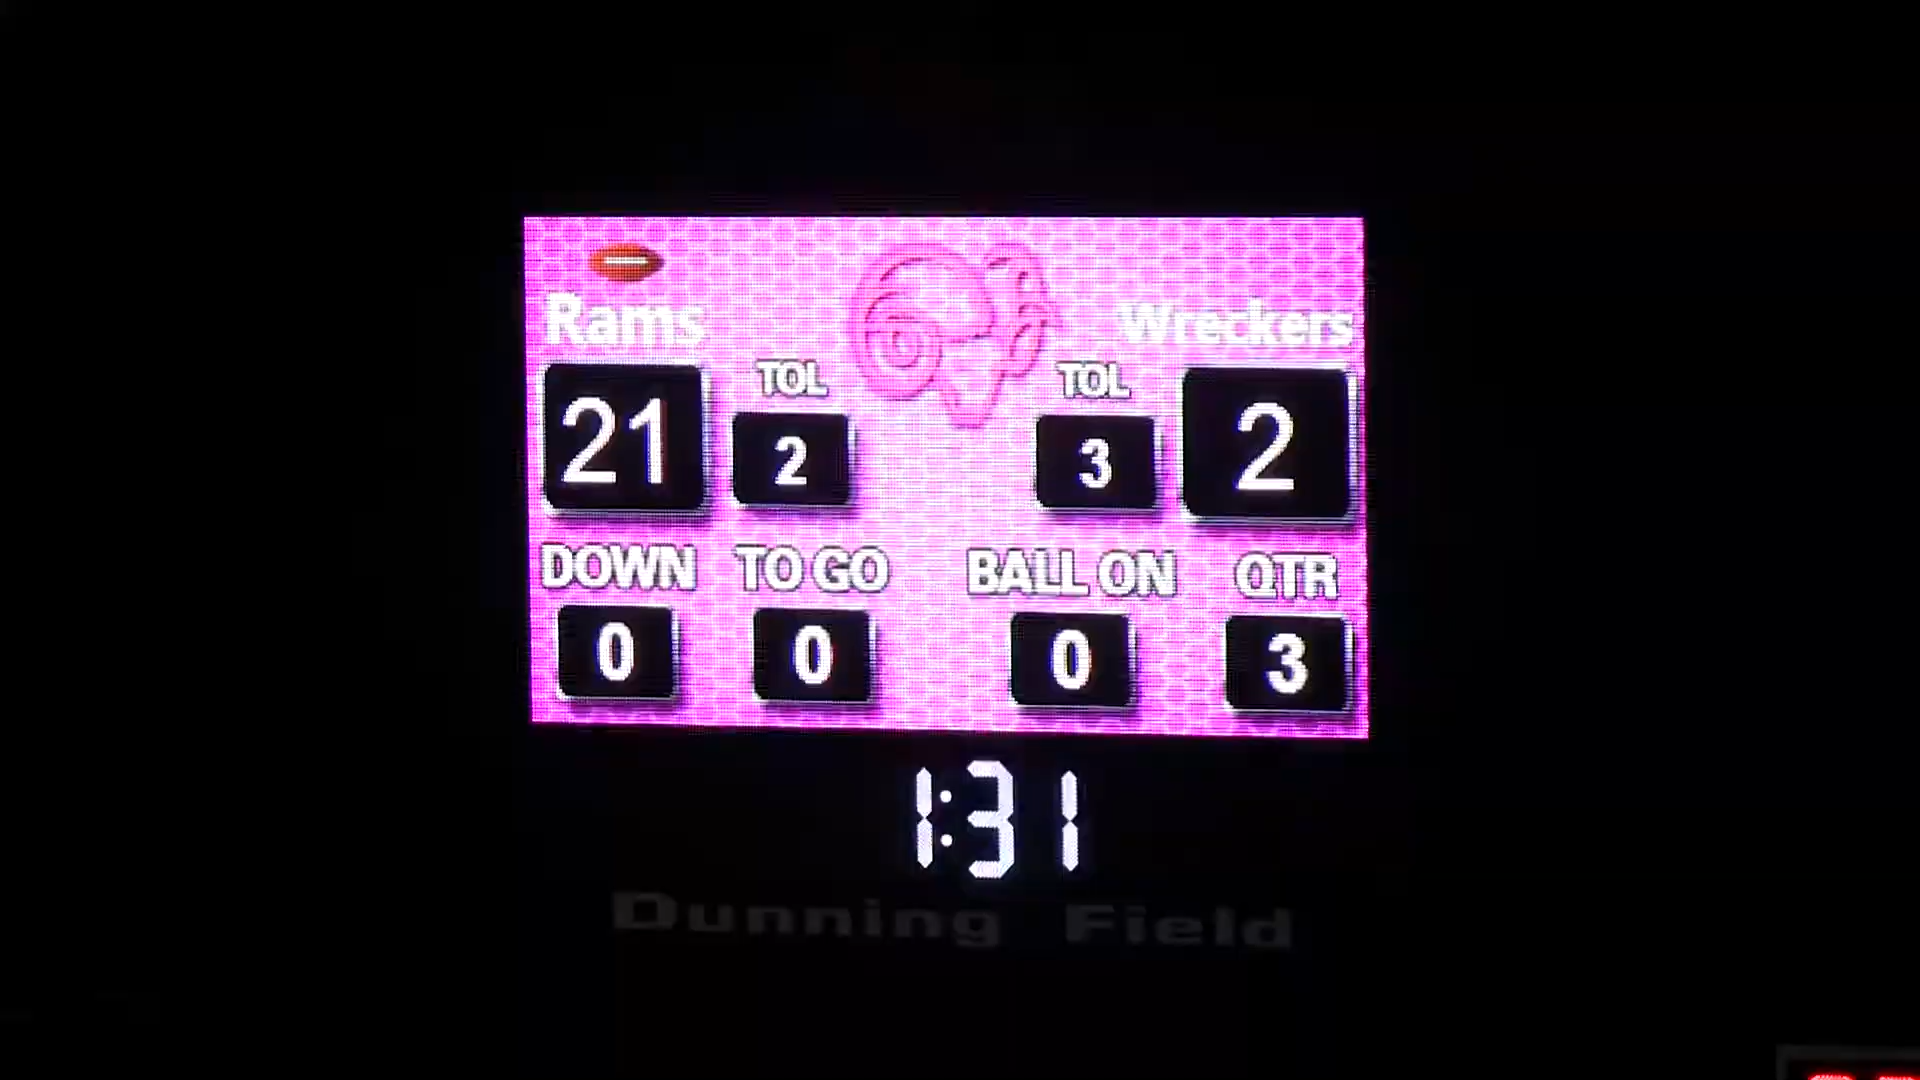 Rams Wreckers
TOL TOL
21 2 3 2
DOWN TO GO BALL ON QTR
0 0 0 3
1:31
Dunning Field